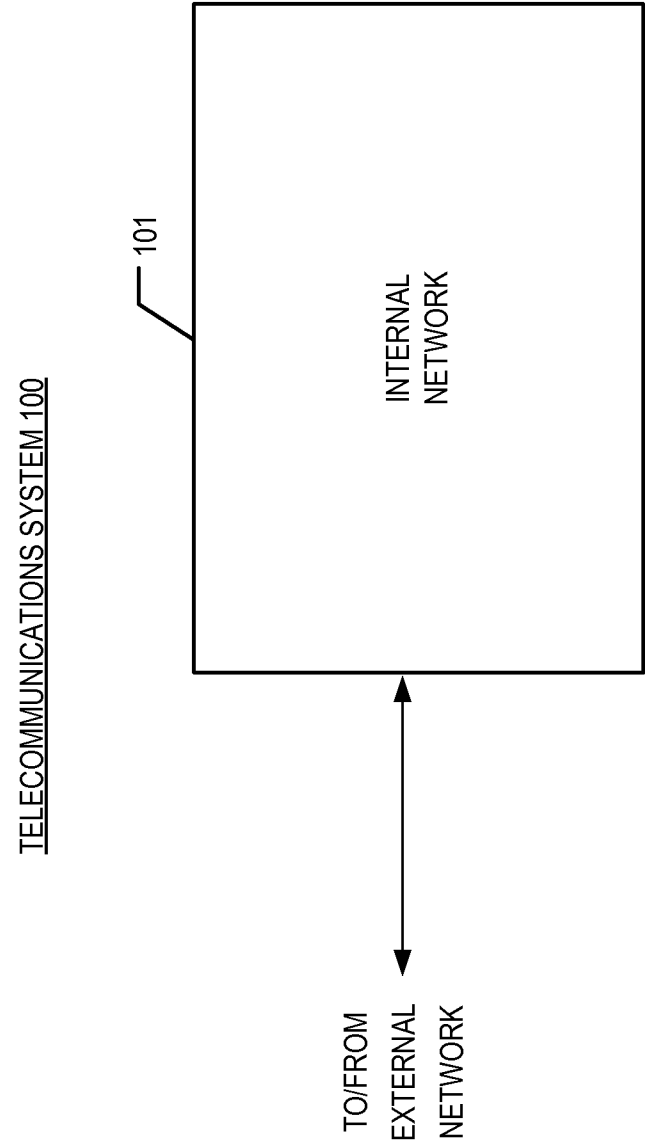 TELECOMMUNICATIONS SYSTEM 100
101
INTERNAL
NETWORK
TO/FROM
EXTERNAL
NETWORK